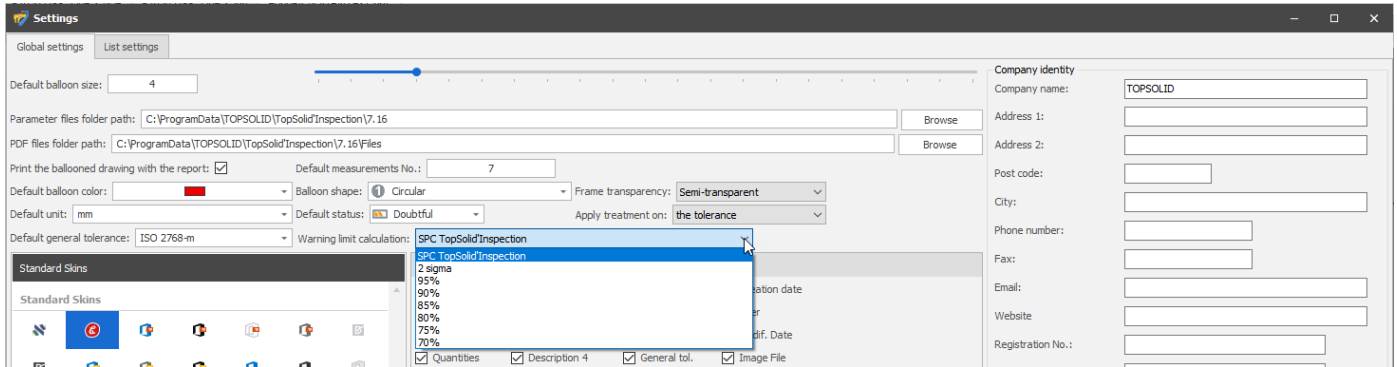 Settings
Global settings
List settings
Default balloon size: 4
Parameter files folder path: C:\ProgramData\TOPSOLID\TopSolid'Inspection\7.16 Browse
PDF files folder path: C:\ProgramData\TOPSOLID\TopSolid'Inspection\7.16\Files Browse
Print the ballooned drawing with the report: Default measurements No.: 7
Default balloon color: Balloon shape: 1 Circular Frame transparency: Semi-transparent
Default unit: mm Default status: Doubtful Apply treatment on: the tolerance
Default general tolerance: ISO 2768-m Warning limit calculation: SPC TopSolid'Inspection
SPC TopSolid'Inspection
2 sigma
95%
90%
85%
80%
75%
70%
Standard Skins
Standard Skins
eation date
er
dif. Date
Quantities Description 4 General tol. Image File
Company identity
Company name: TOPSOLID
Address 1:
Address 2:
Post code:
City:
Phone number:
Fax:
Email:
Website
Registration No.: